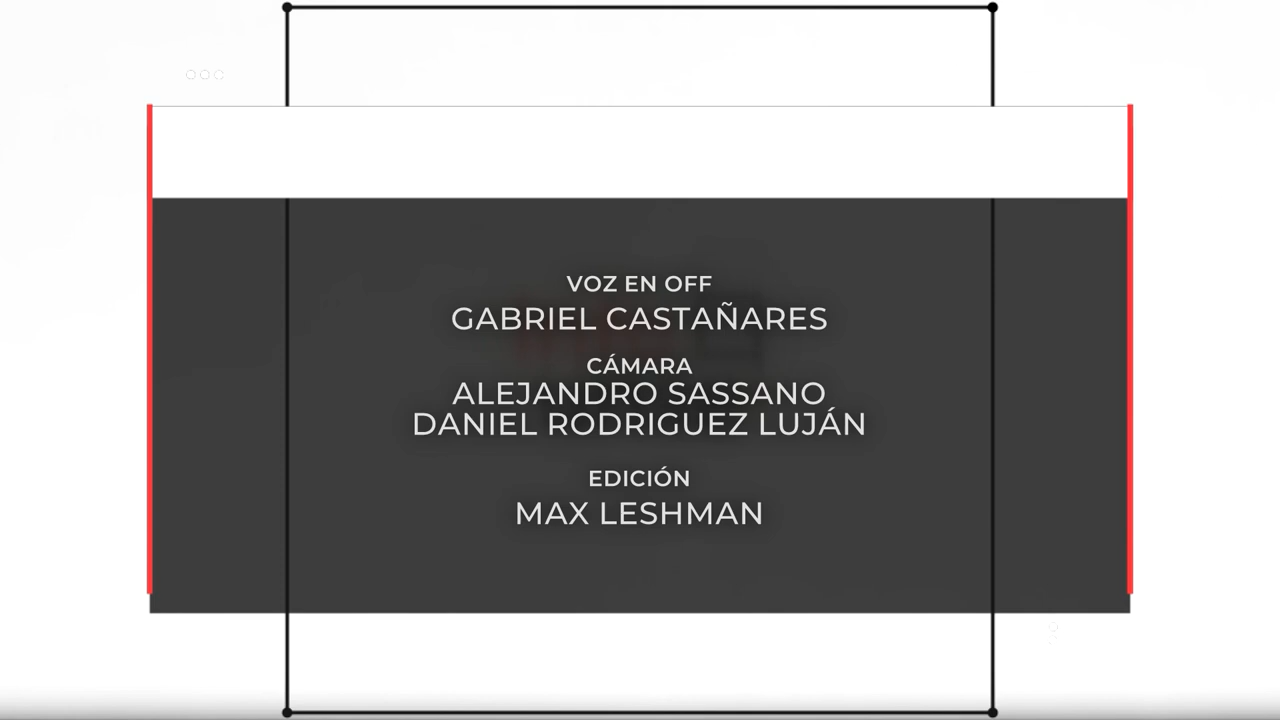 VOZ EN OFF
GABRIEL CASTAÑARES
CÁMARA
ALEJANDRO SASSANO
DANIEL RODRIGUEZ LUJÁN
EDICIÓN
MAX LESHMAN